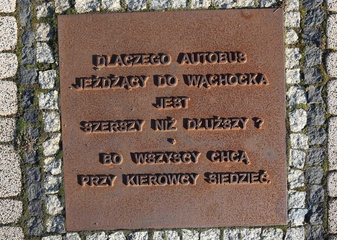 DLACZEGO AUTOBUS
JEŻDŻĄCY DO WĄCHOCKA
JEST
SZERSZY NIŻ DŁUŻSZY ?
BO WSZYSCY CHCĄ
PRZY KIEROWCY SIEDZIEĆ